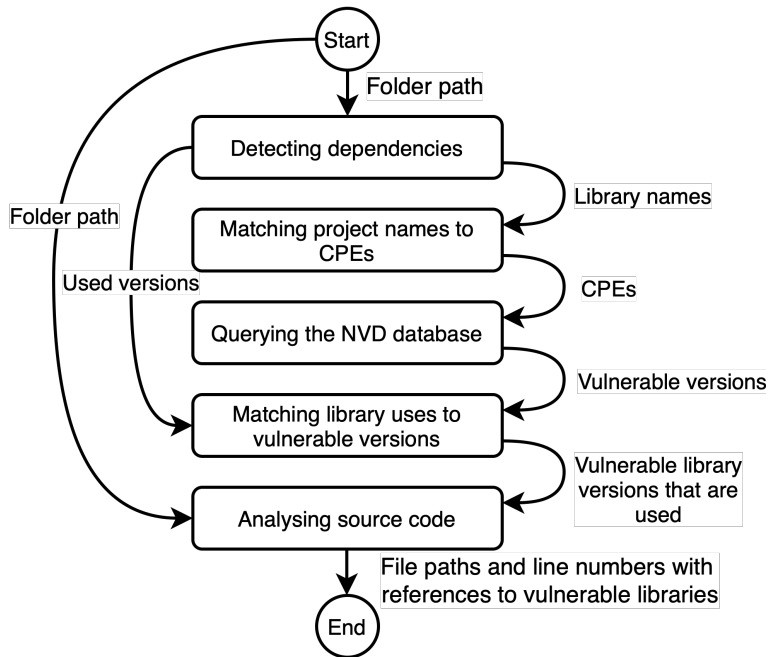 Start
Folder path
Detecting dependencies
Library names
Folder path
Matching project names to
CPEs
Used versions
CPEs
Querying the NVD database
Vulnerable versions
Matching library uses to
vulnerable versions
Vulnerable library
versions that are
used
Analysing source code
File paths and line numbers with
references to vulnerable libraries
End